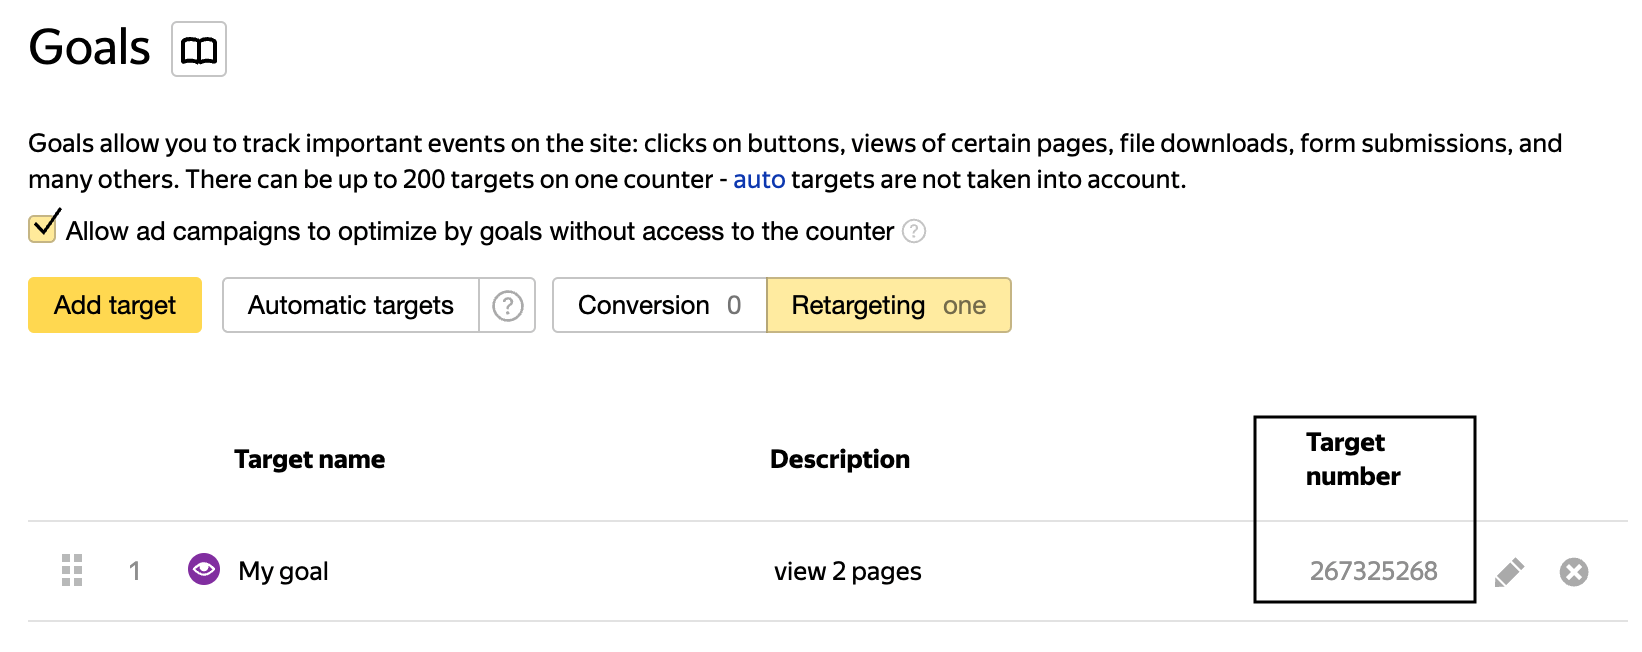 Goals
Goals allow you to track important events on the site: clicks on buttons, views of certain pages, file downloads, form submissions, and
many others. There can be up to 200 targets on one counter - auto targets are not taken into account.
Allow ad campaigns to optimize by goals without access to the counter ?
Add target Automatic targets ? Conversion 0 Retargeting one
Target name Description Target
number
1 My goal view 2 pages 267325268